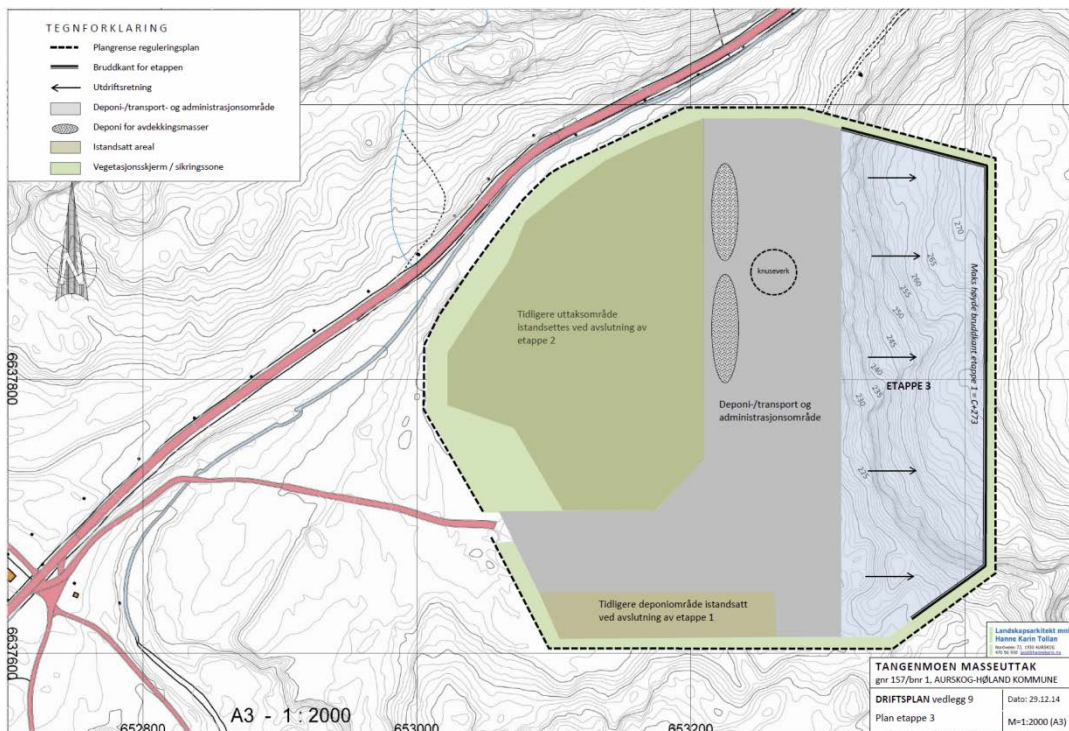 TEGNFORKLARING
Plangrense reguleringsplan
Bruddkant for etappen
Utdriftsretning
Deponi-/transport- og administrasjonsområde
Deponi for avdekkingsmasser
Istandsatt areal
Vegetasjonsskjerm / sikringssone
N
knuseverk
Tidligere uttaksområde
istandsettes ved avslutning av
etappe 2
Deponi-/transport og
administrasjonsområde
ETAPPE 3
Maks høyde bruddkant etappe 1 = C+273
270
265
260
255
250
245
240
235
230
225
Tidligere deponiområde istandsatt
ved avslutning av etappe 1
6637800
6637600
652800
653000
653200
A3 - 1 : 2000
Landskapsarkitekt mnla
Hanne Karin Tollan
TANGENMOEN MASSEUTTAK
gnr 157/bnr 1, AURSKOG-HØLAND KOMMUNE
DRIFTSPLAN vedlegg 9
Dato: 29.12.14
Plan etappe 3
M=1:2000 (A3)